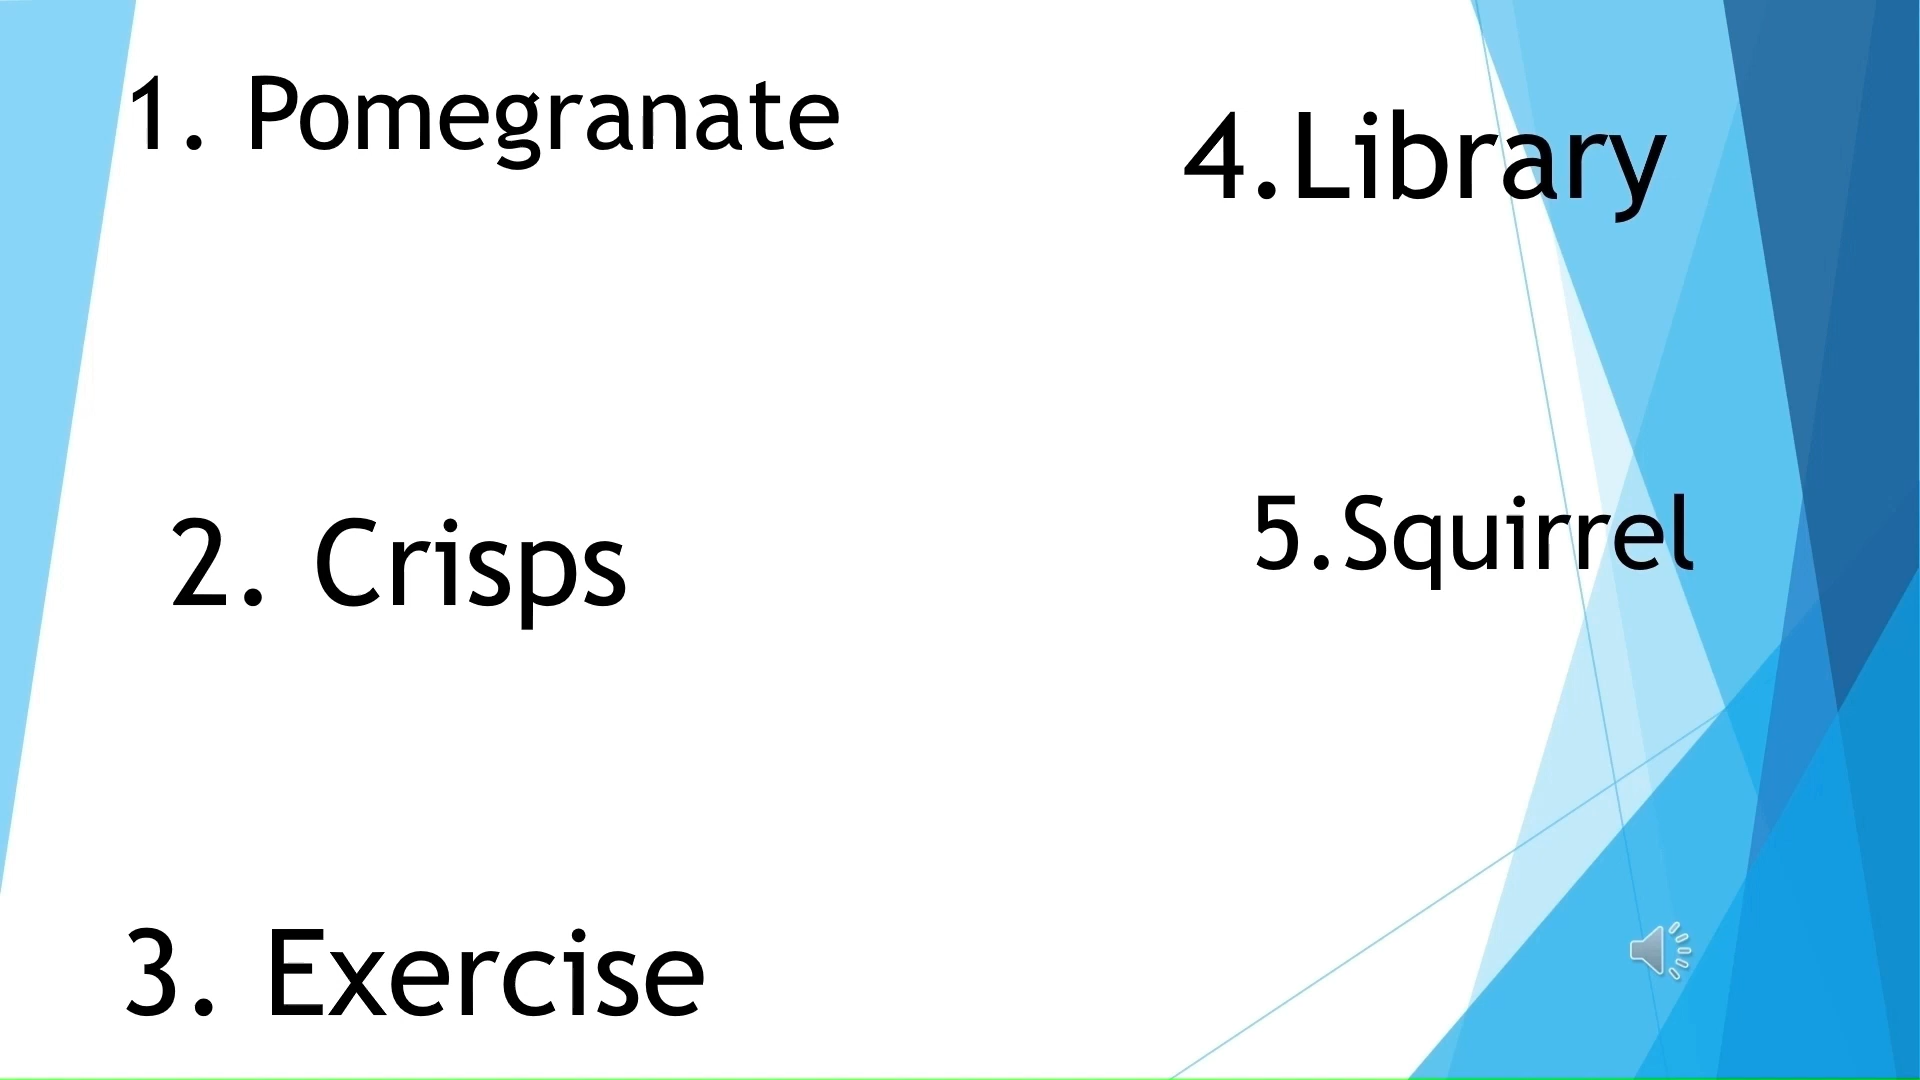 1. Pomegranate
2. Crisps
3. Exercise
4.Library
5.Squirrel